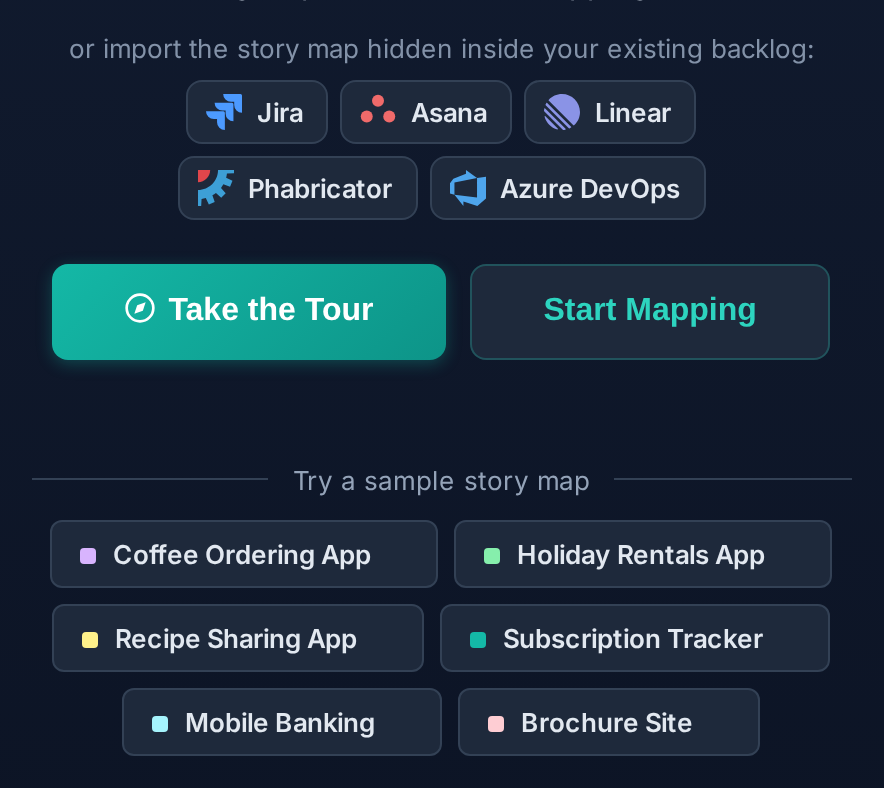 or import the story map hidden inside your existing backlog:
Jira
Asana
Linear
Phabricator
Azure DevOps
Take the Tour
Start Mapping
Try a sample story map
Coffee Ordering App
Holiday Rentals App
Recipe Sharing App
Subscription Tracker
Mobile Banking
Brochure Site